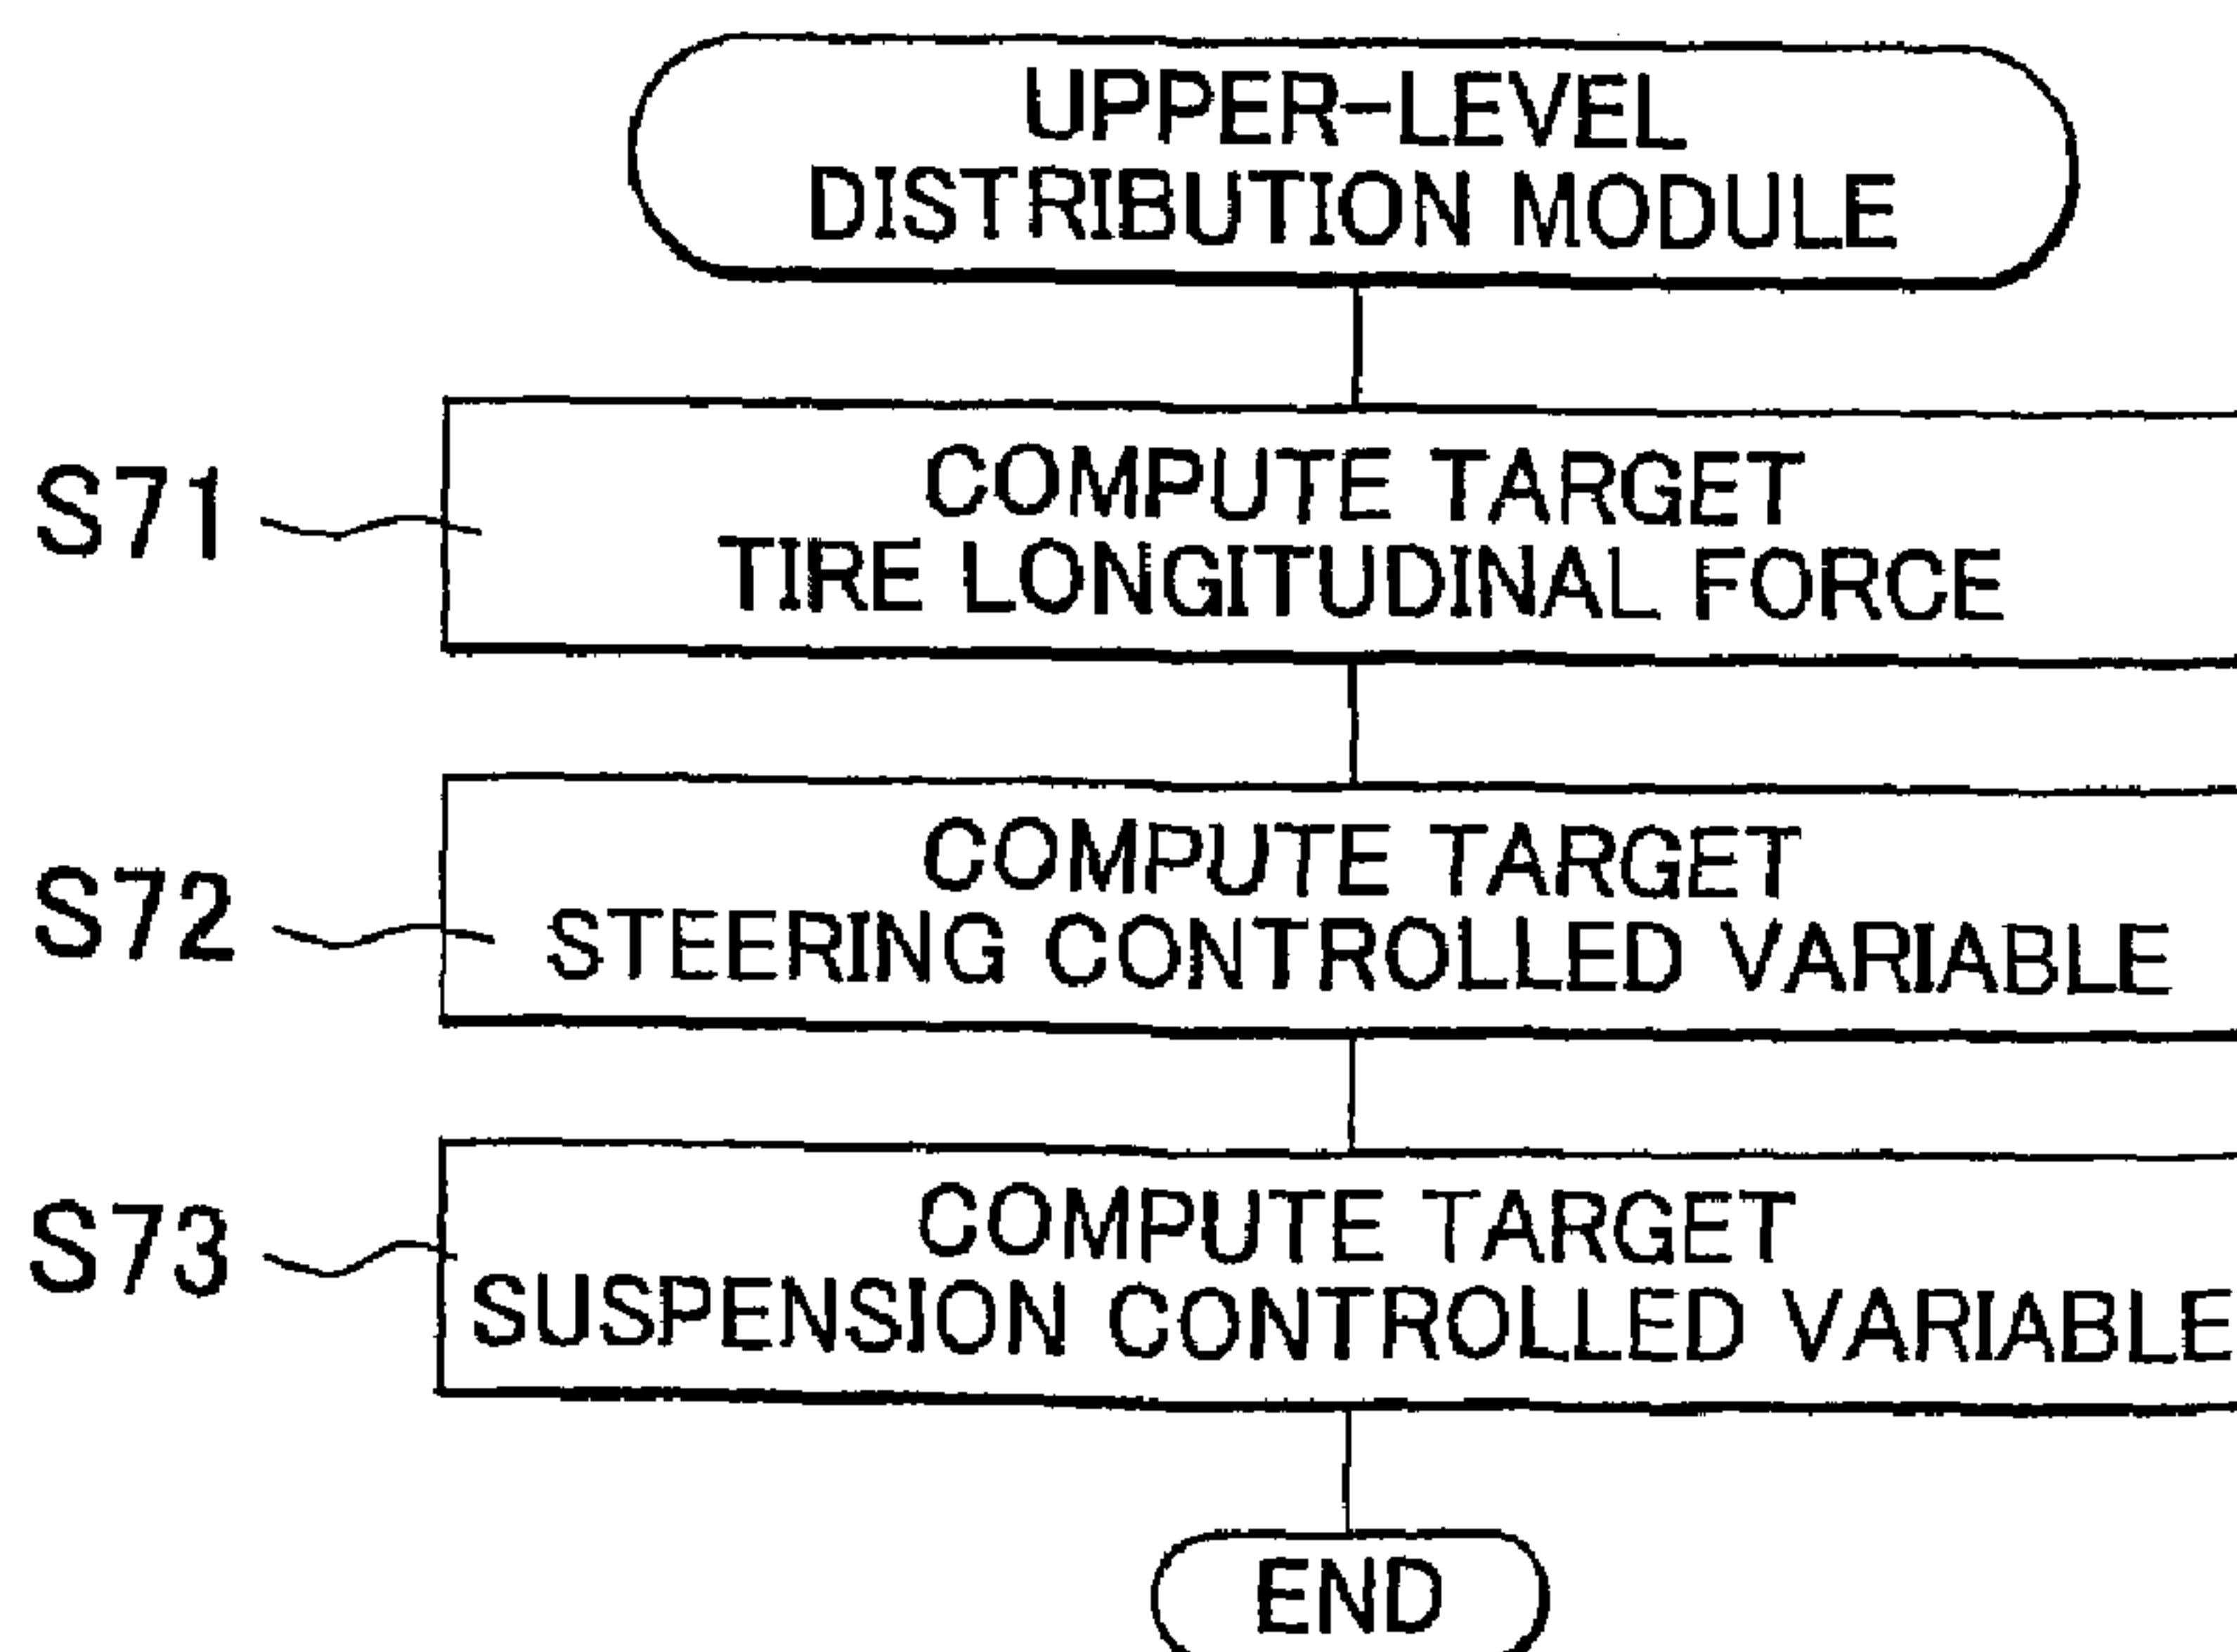 UPPER-LEVEL
DISTRIBUTION MODULE
S71
COMPUTE TARGET
TIRE LONGITUDINAL FORCE
S72
COMPUTE TARGET
STEERING CONTROLLED VARIABLE
S73
COMPUTE TARGET
SUSPENSION CONTROLLED VARIABLE
END